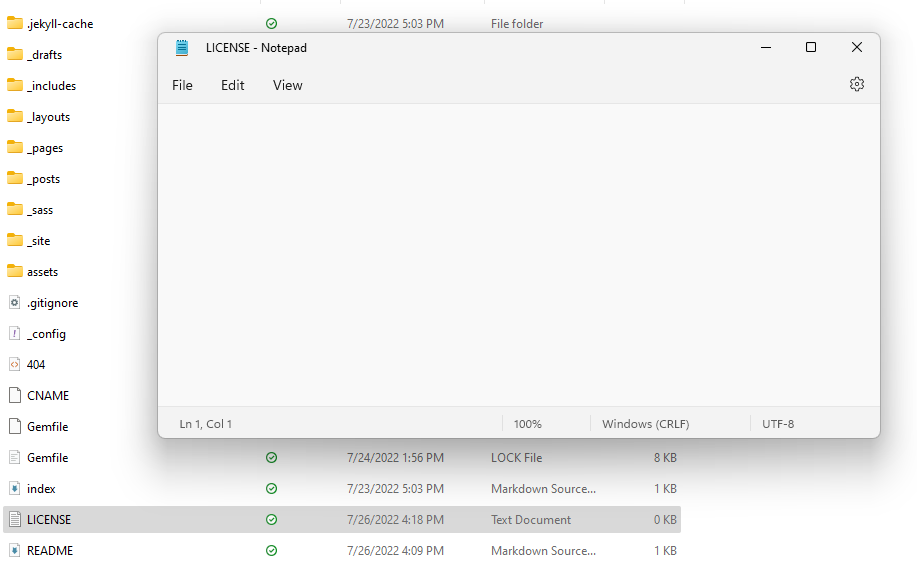 .jekyll-cache 7/23/2022 5:03 PM File folder
LICENSE - Notepad
_drafts
File Edit View
_includes
_layouts
_pages
_posts
_sass
_site
assets
.gitignore
_config
404
CNAME
Gemfile
Ln 1, Col 1 100% Windows (CRLF) UTF-8
Gemfile 7/24/2022 1:56 PM LOCK File 8 KB
index 7/23/2022 5:03 PM Markdown Source... 1 KB
LICENSE 7/26/2022 4:18 PM Text Document 0 KB
README 7/26/2022 4:09 PM Markdown Source... 1 KB